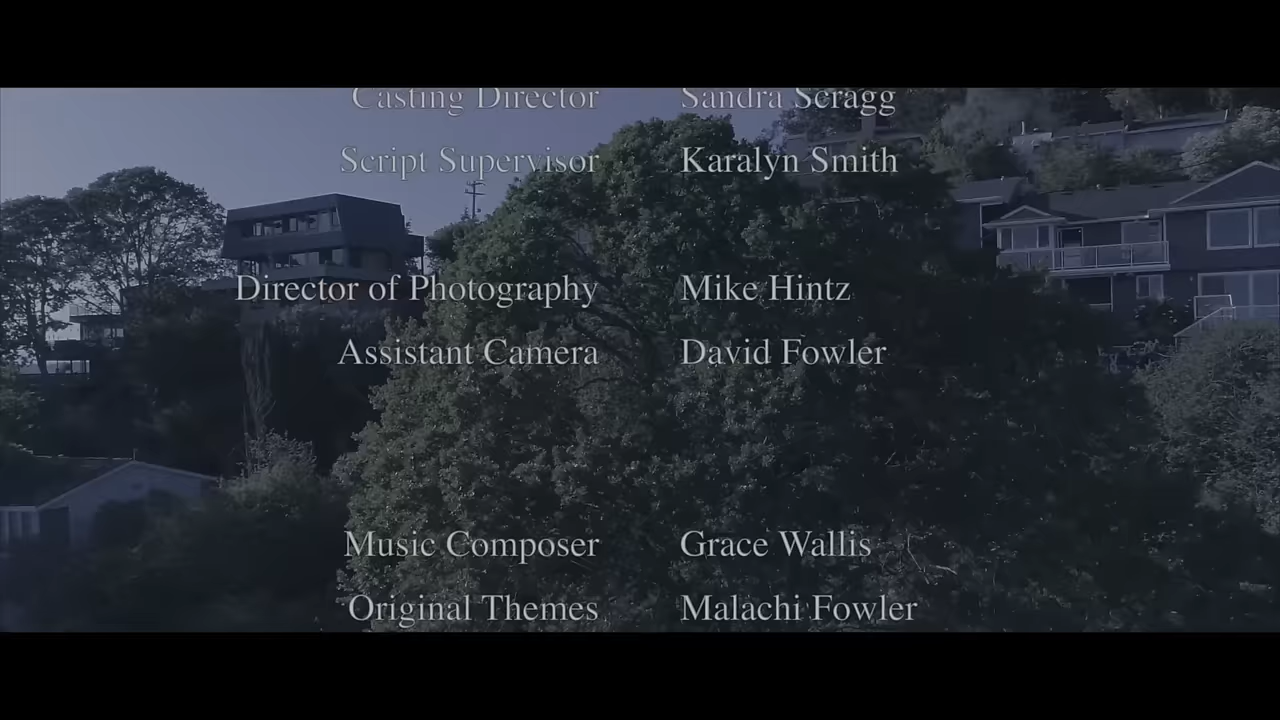 Casting Director Sandra Scragg
Script Supervisor Karalyn Smith
Director of Photography Mike Hintz
Assistant Camera David Fowler
Music Composer Grace Wallis
Original Themes Malachi Fowler